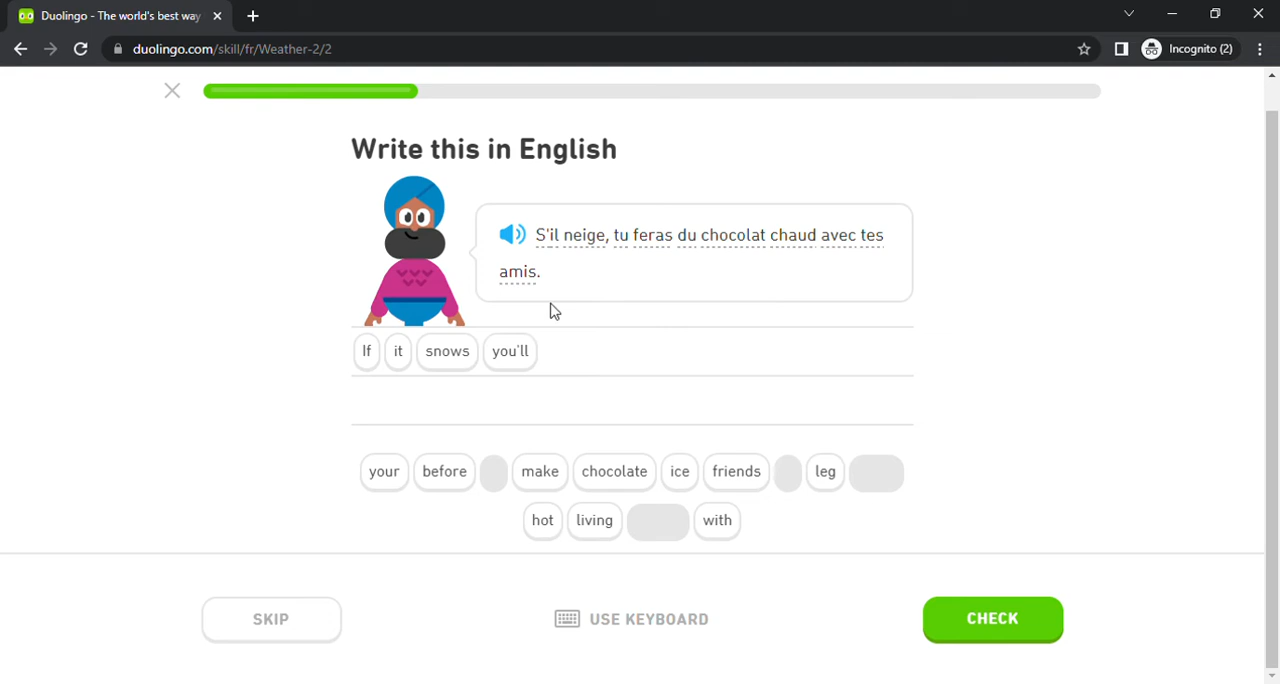 Duolingo - The world's best way
Incognito (2)
duolingo.com/skill/fr/Weather-2/2
Write this in English
S'il neige, tu feras du chocolat chaud avec tes
amis.
If it snows you'll
your before make chocolate ice friends leg
hot living with
SKIP USE KEYBOARD CHECK